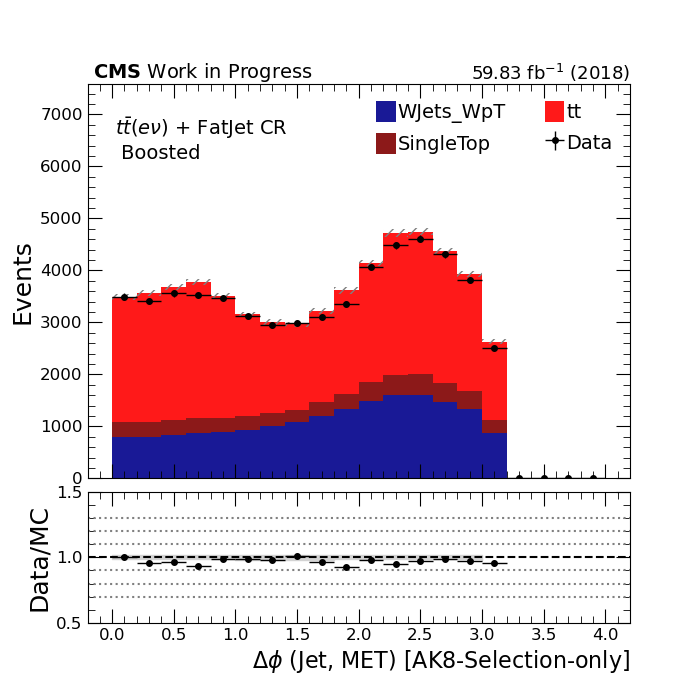 CMS Work in Progress 59.83 fb⁻¹ (2018)
tt̄(eν) + FatJet CR
Boosted
WJets_WpT tt
SingleTop Data
Events
7000
6000
5000
4000
3000
2000
1000
0
Data/MC
1.5
1.0
0.5
0.0 0.5 1.0 1.5 2.0 2.5 3.0 3.5 4.0
Δϕ (Jet, MET) [AK8-Selection-only]